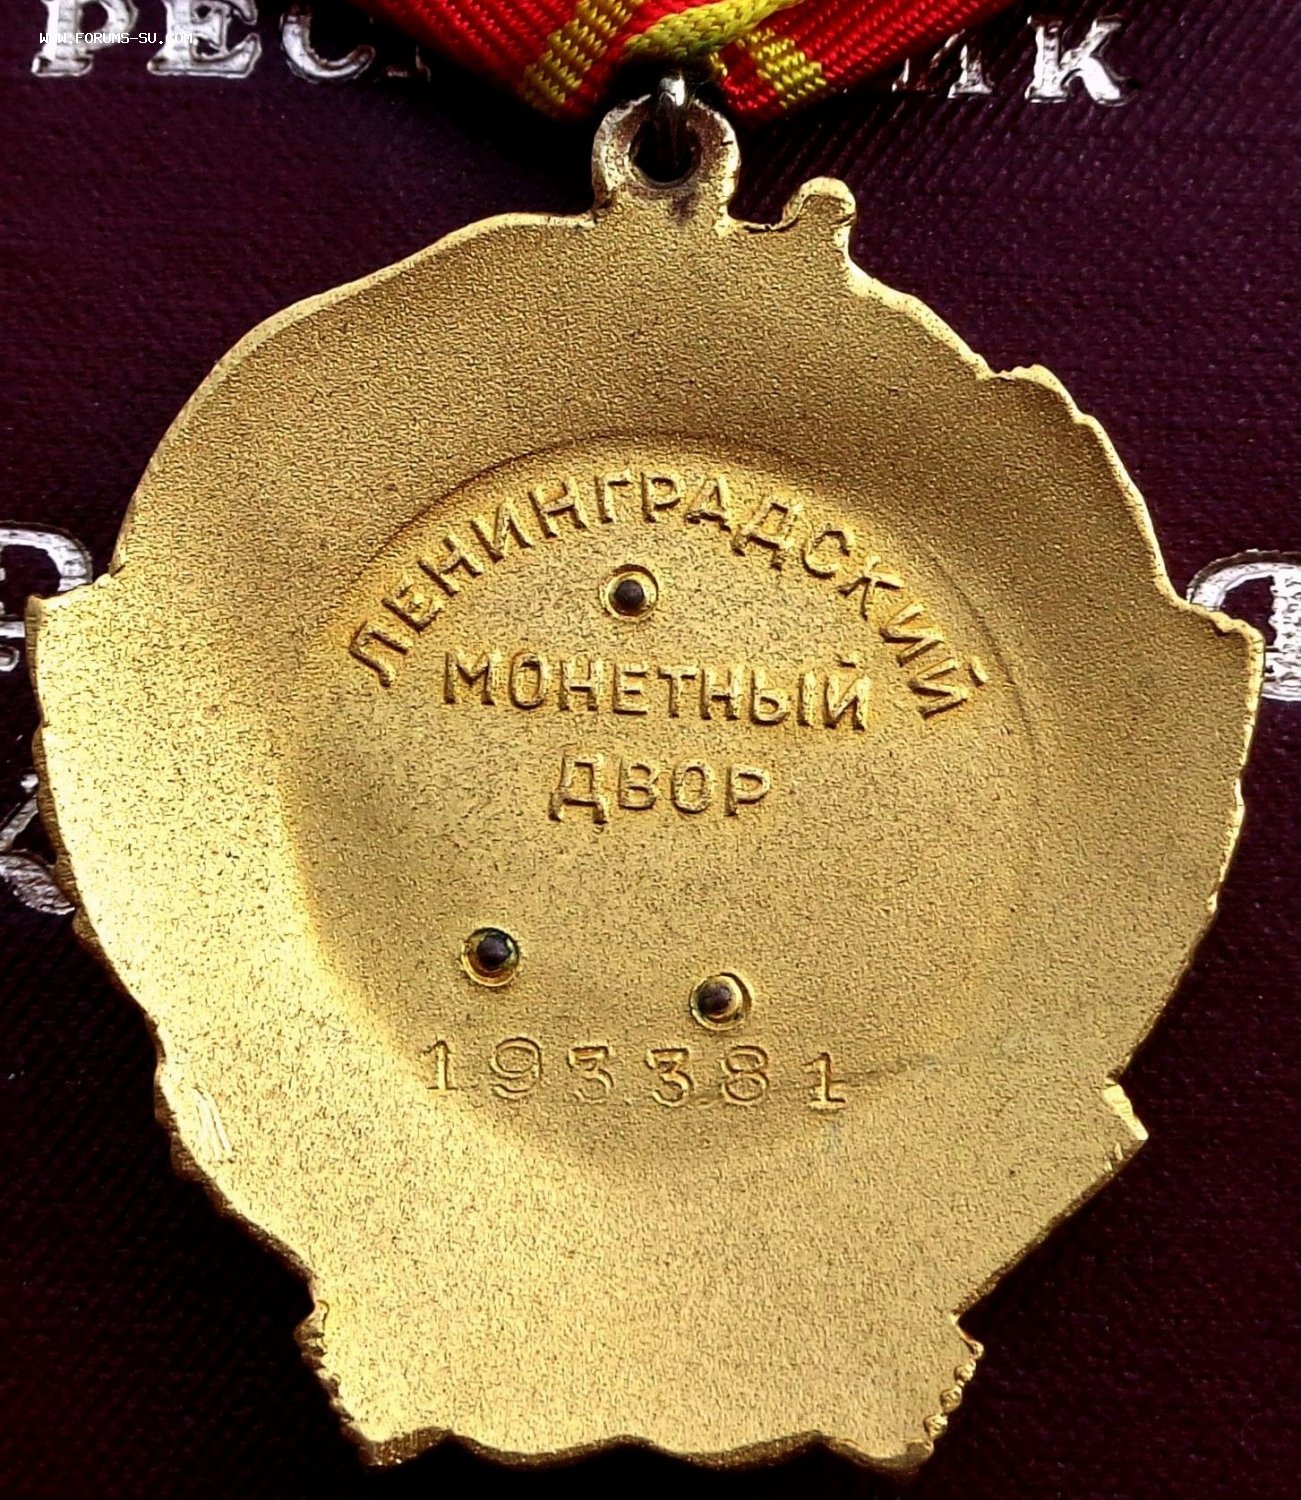 WWW.FORUMS-SU.COM
ЛЕНИНГРАДСКИЙ
МОНЕТНЫЙ
ДВОР
193381